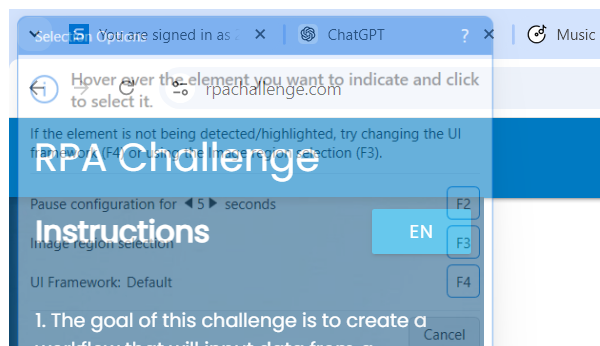 Selection Options
You are signed in as
ChatGPT
?
Music
Hover over the element you want to indicate and click
to select it.
rpachallenge.com
If the element is not being detected/highlighted, try changing the UI
framework (F4) or using the image region selection (F3).
RPA Challenge
Pause configuration for 5 seconds
F2
Instructions
EN
Image region selection
F3
UI Framework: Default
F4
1. The goal of this challenge is to create a
Cancel
workflow that will input data from a